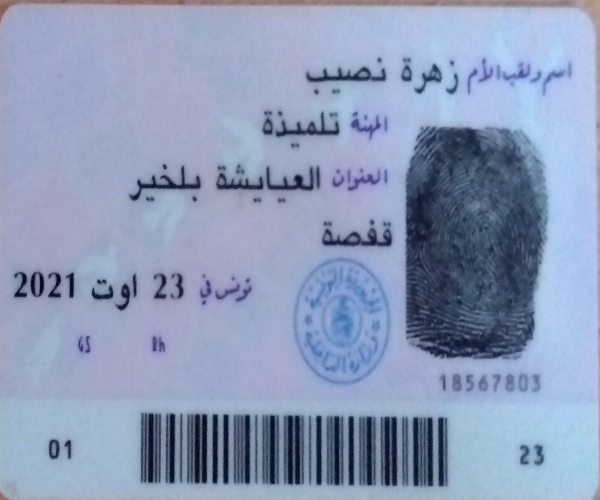 اسم ولقب الأم زهرة نصيب
المهنة تلميذة
العنوان العيايشة بلخير
قفصة
تونس في 23 اوت 2021
GS Rh
الجمهورية التونسية
وزارة الداخلية
18567803
01 23